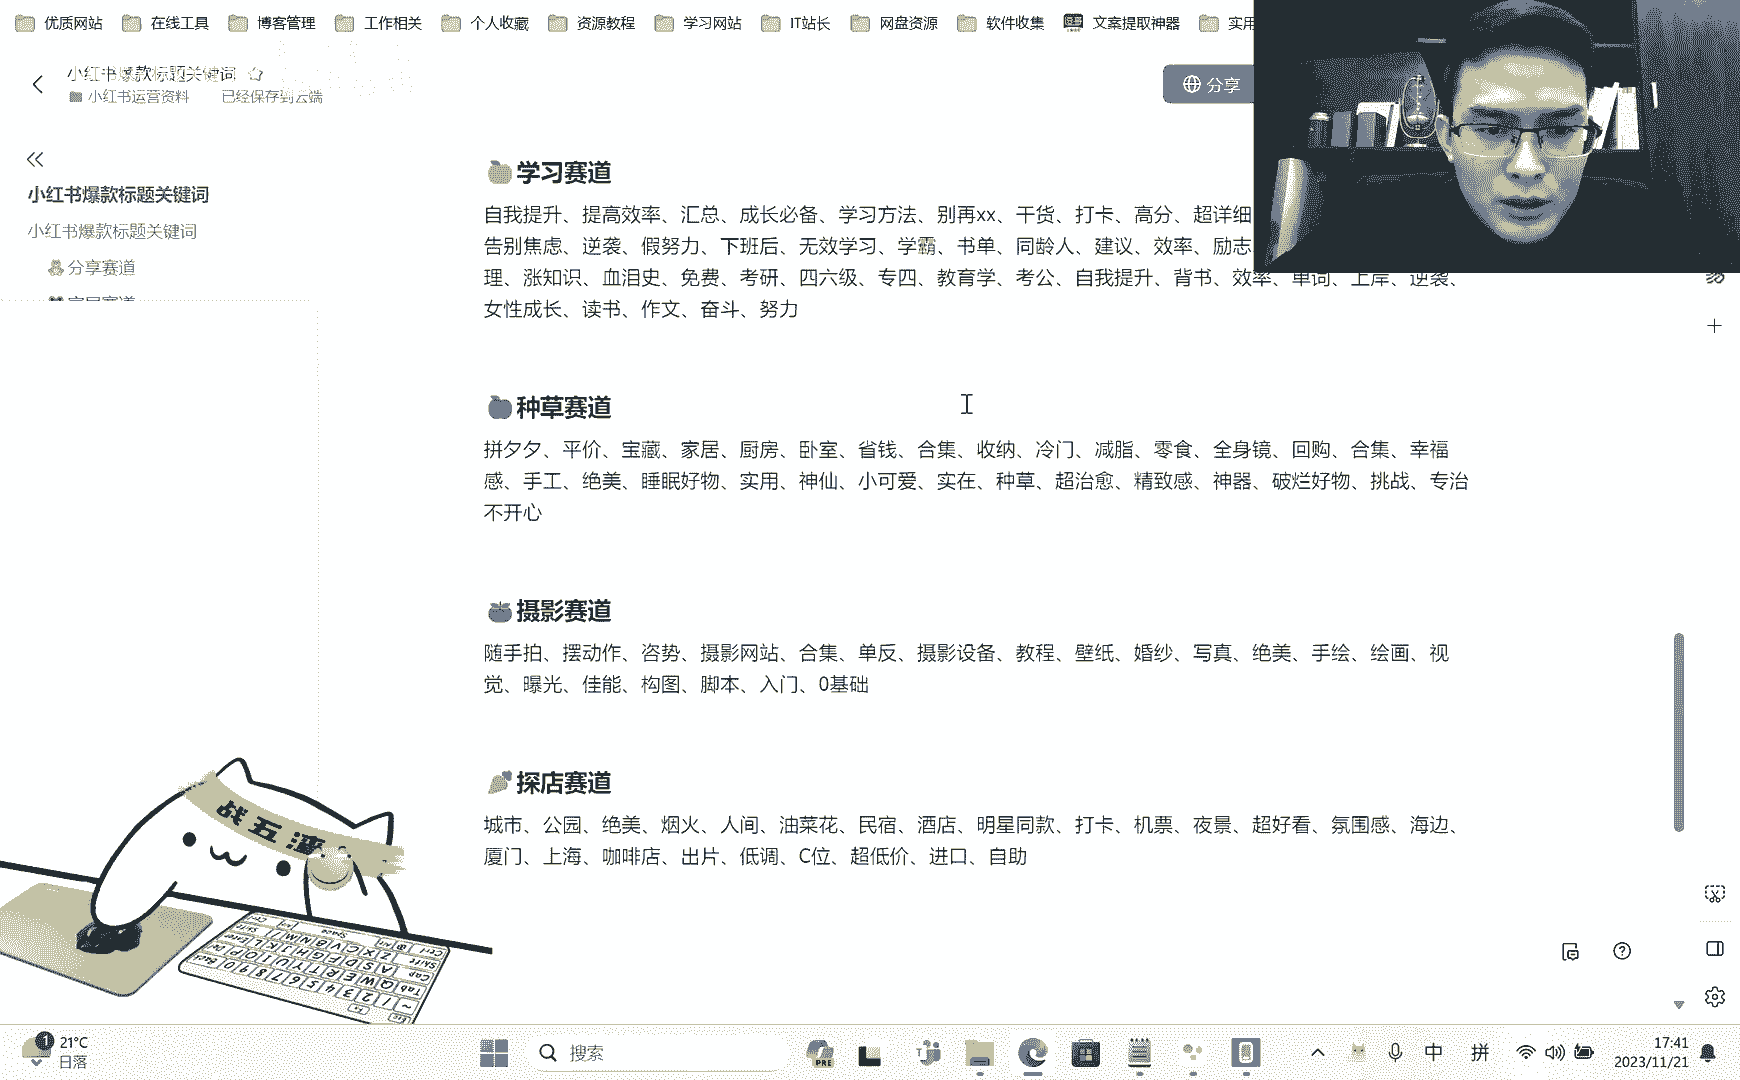 优质网站 在线工具 博客管理 工作相关 个人收藏 资源教程 学习网站 IT站长 网盘资源 软件收集 文案提取神器 实用
小红书爆款标题关键词
小红书运营资料 已经保存到云端
分享
小红书爆款标题关键词
小红书爆款标题关键词
分享赛道
学习赛道
自我提升、提高效率、汇总、成长必备、学习方法、别再xx、干货、打卡、高分、超详细
告别焦虑、逆袭、假努力、下班后、无效学习、学霸、书单、同龄人、建议、效率、励志
理、涨知识、血泪史、免费、考研、四六级、专四、教育学、考公、自我提升、背书、效率、单词、上岸、逆袭、
女性成长、读书、作文、奋斗、努力
种草赛道
拼夕夕、平价、宝藏、家居、厨房、卧室、省钱、合集、收纳、冷门、减脂、零食、全身镜、回购、合集、幸福
感、手工、绝美、睡眠好物、实用、神仙、小可爱、实在、种草、超治愈、精致感、神器、破烂好物、挑战、专治
不开心
摄影赛道
随手拍、摆动作、咨势、摄影网站、合集、单反、摄影设备、教程、壁纸、婚纱、写真、绝美、手绘、绘画、视
觉、曝光、佳能、构图、脚本、入门、0基础
探店赛道
城市、公园、绝美、烟火、人间、油菜花、民宿、酒店、明星同款、打卡、机票、夜景、超好看、氛围感、海边、
厦门、上海、咖啡店、出片、低调、C位、超低价、进口、自助
战五渣
1 21°C
日落
搜索
PRE
中 拼
17:41
2023/11/21